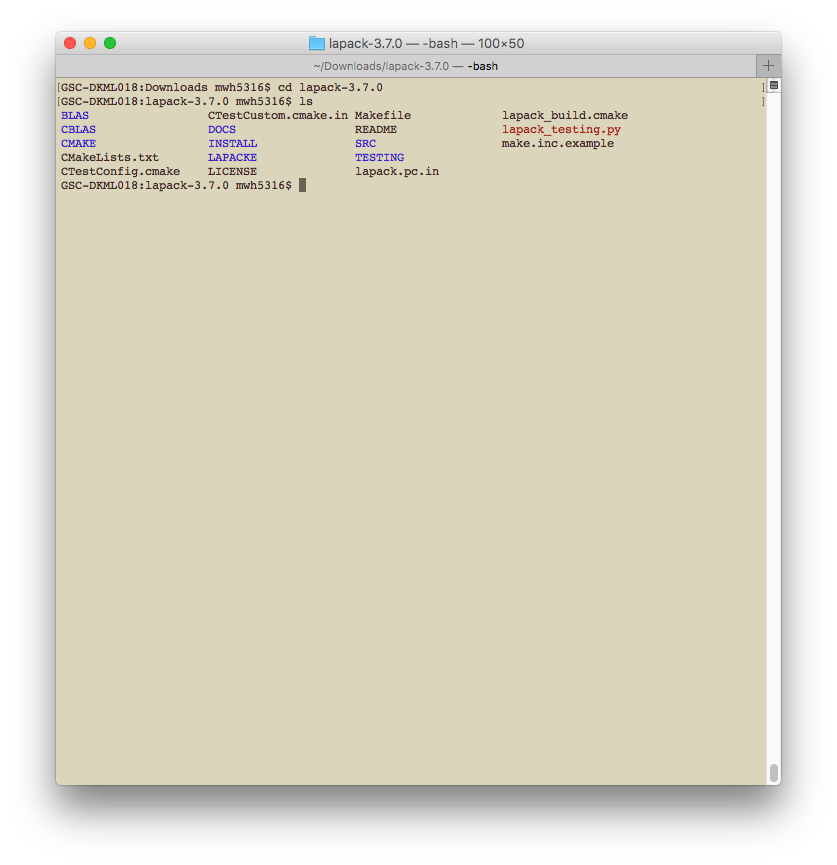 lapack-3.7.0 — -bash — 100×50
~/Downloads/lapack-3.7.0 — -bash
[GSC-DKML018:Downloads mwh5316$ cd lapack-3.7.0 ]
[GSC-DKML018:lapack-3.7.0 mwh5316$ ls ]
BLAS CTestCustom.cmake.in Makefile lapack_build.cmake
CBLAS DOCS README lapack_testing.py
CMAKE INSTALL SRC make.inc.example
CMakeLists.txt LAPACKE TESTING
CTestConfig.cmake LICENSE lapack.pc.in
GSC-DKML018:lapack-3.7.0 mwh5316$